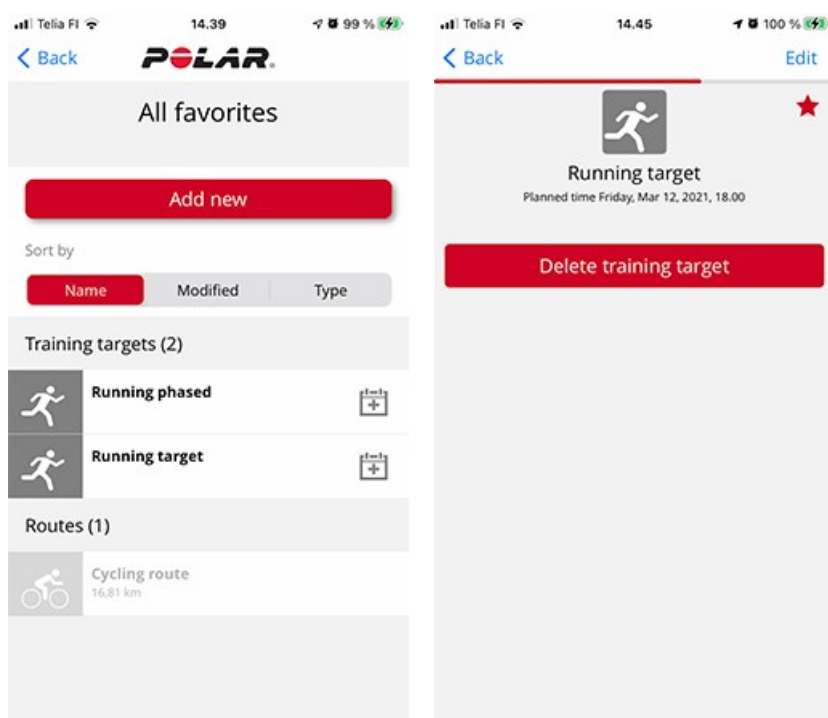 Telia FI 14.39 99 %
Back POLAR.
All favorites
Add new
Sort by
Name Modified Type
Training targets (2)
Running phased
Running target
Routes (1)
Cycling route
16,81 km
Telia FI 14.45 100 %
Back Edit
Running target
Planned time Friday, Mar 12, 2021, 18.00
Delete training target